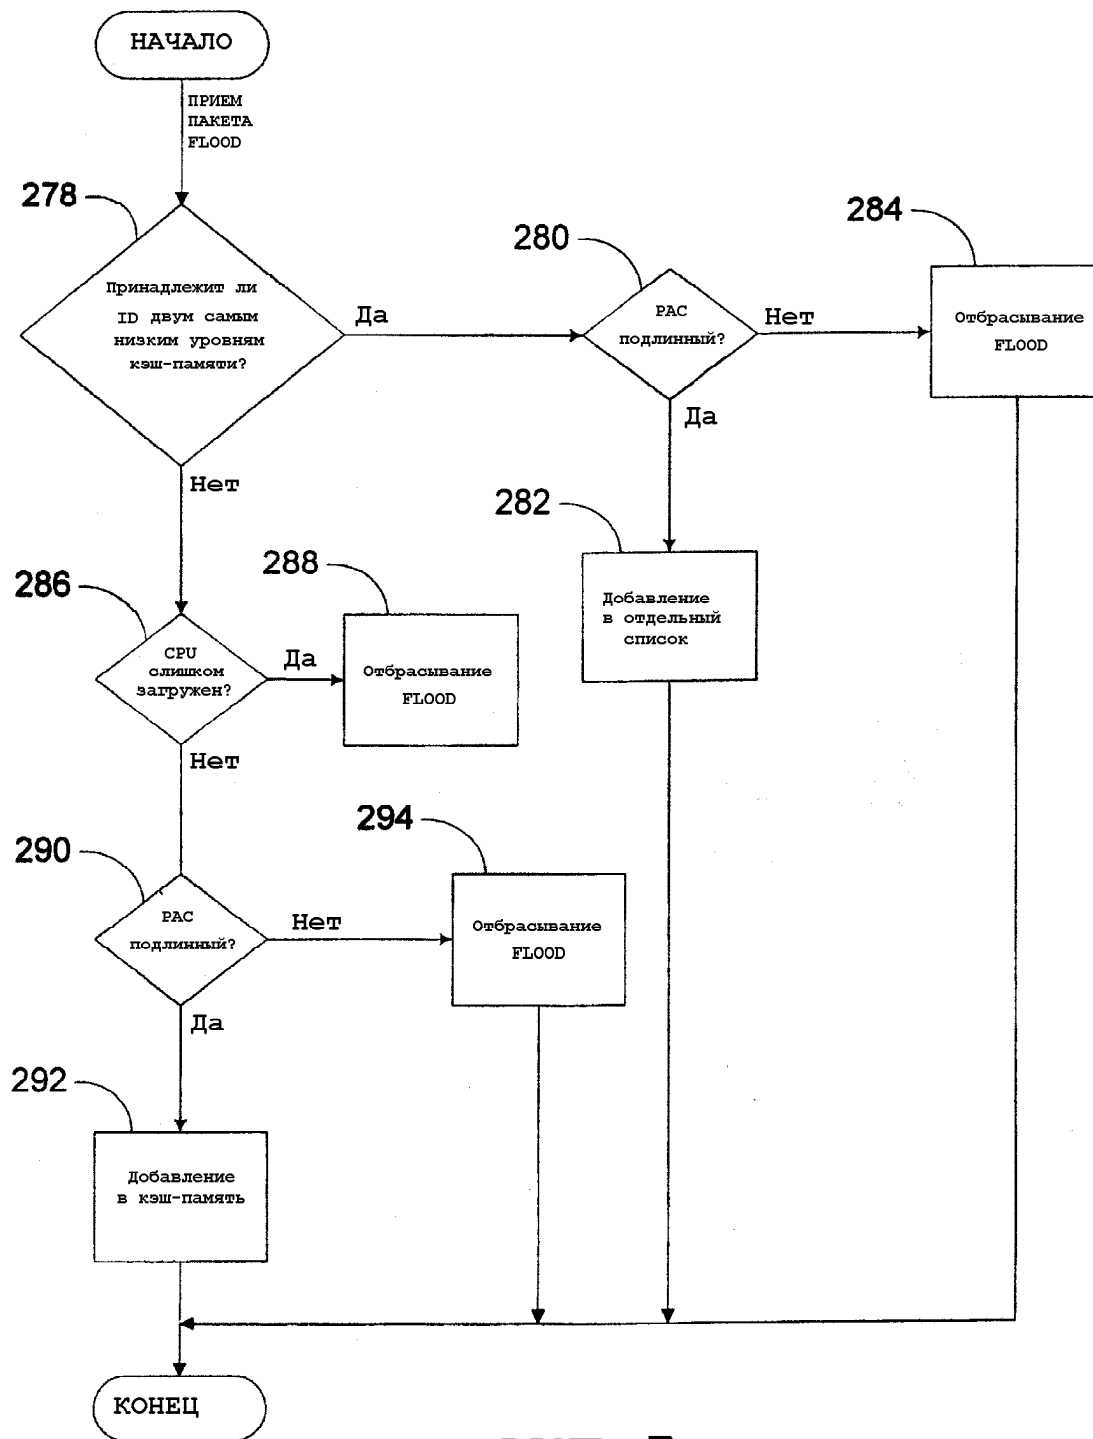 НАЧАЛО
ПРИЕМ
ПАКЕТА
FLOOD
278
Принадлежит ли
ID двум самым
низким уровням
кэш-памяти?
Да
280
PAC
подлинный?
Нет
284
Отбрасывание
FLOOD
Да
Нет
282
Добавление
в отдельный
список
286
CPU
слишком
загружен?
Да
288
Отбрасывание
FLOOD
Нет
290
PAC
подлинный?
Нет
294
Отбрасывание
FLOOD
Да
292
Добавление
в кэш-память
КОНЕЦ